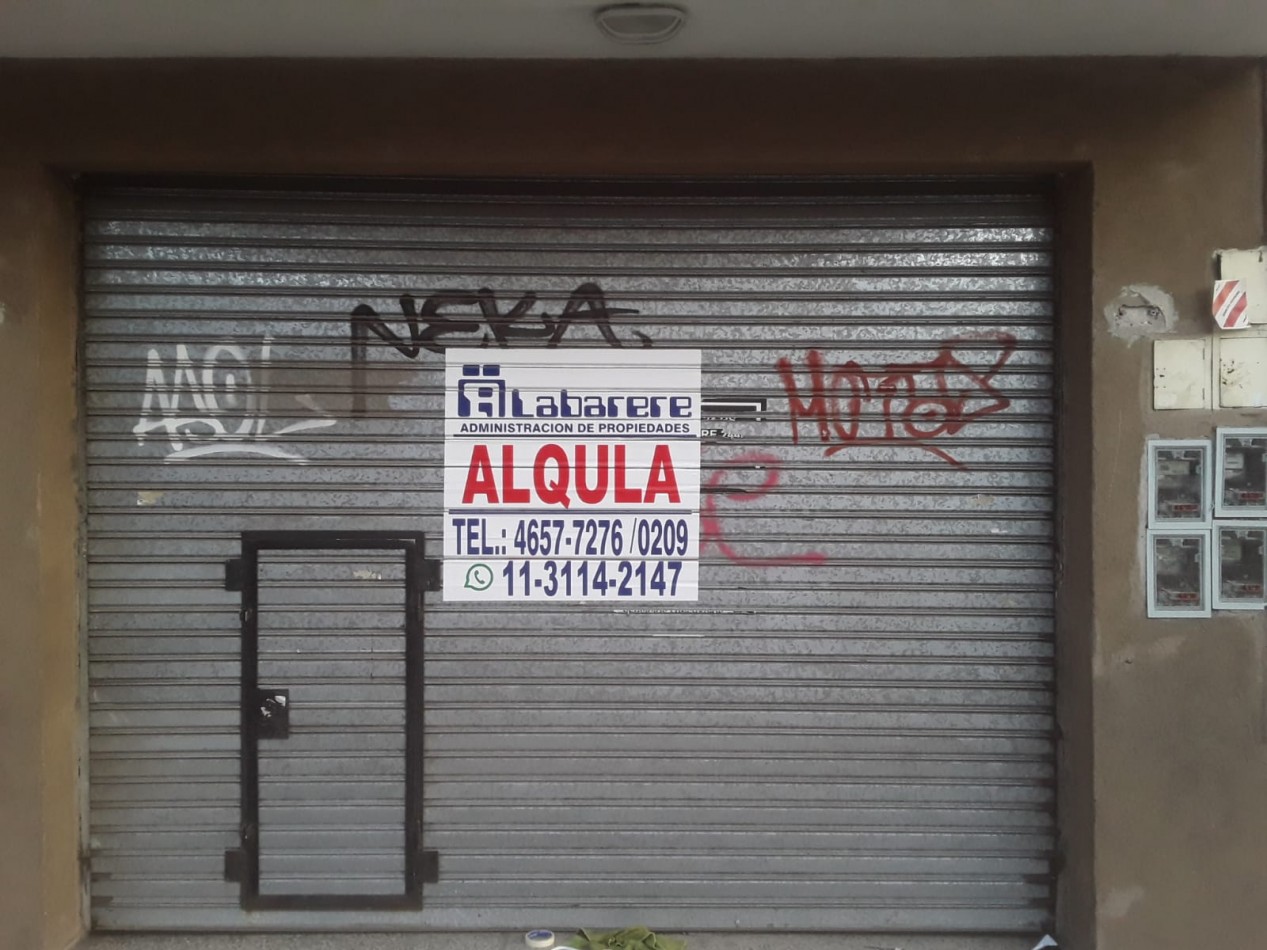 NEKA
Labarere
ADMINISTRACION DE PROPIEDADES
ALQULA
TEL.: 4657-7276 /0209
11-3114-2147